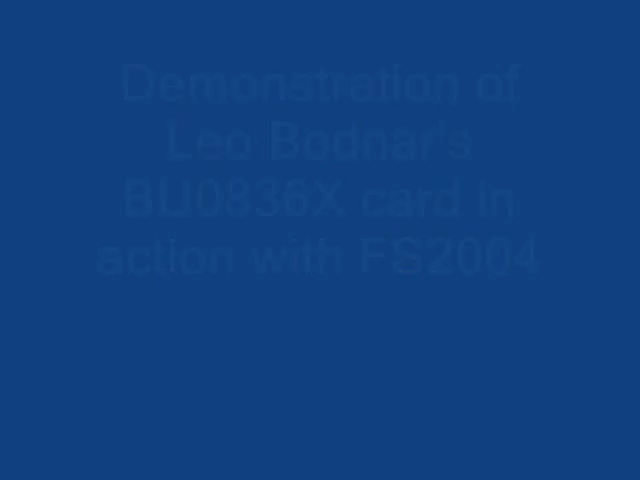 Demonstration of
Leo Bodnar's
BU0836X card in
action with FS2004